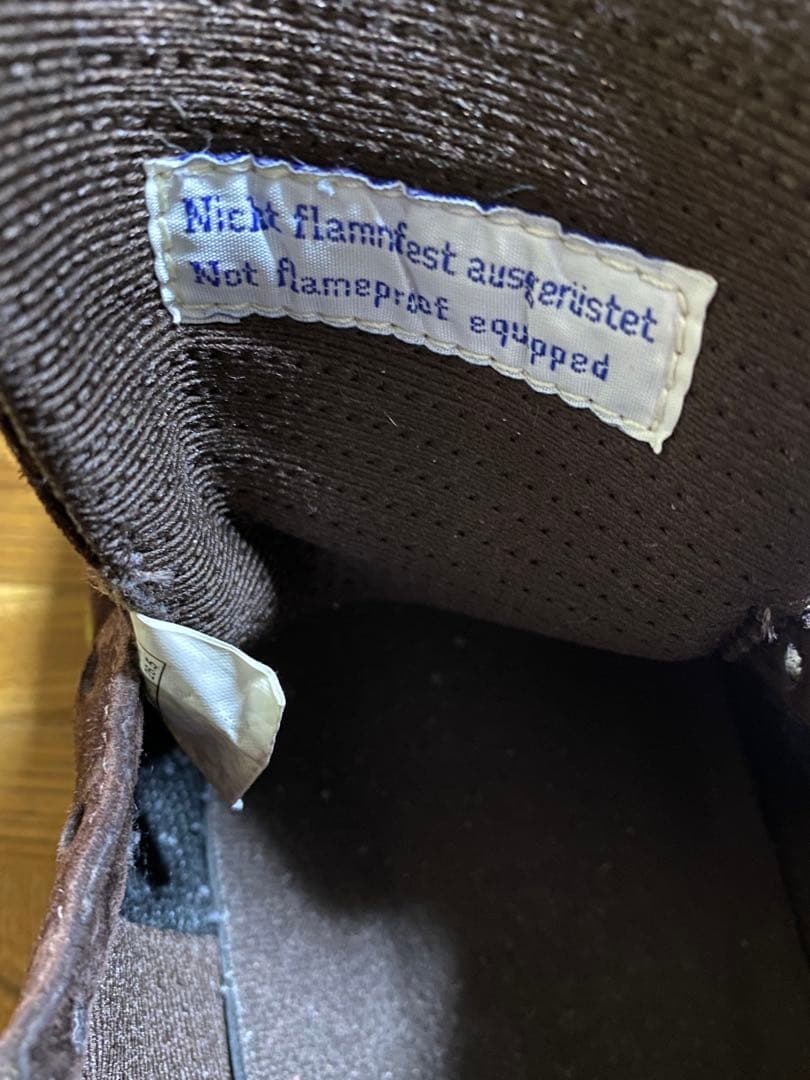 Nicht flammfest ausgerüstet
Not flameproof equipped